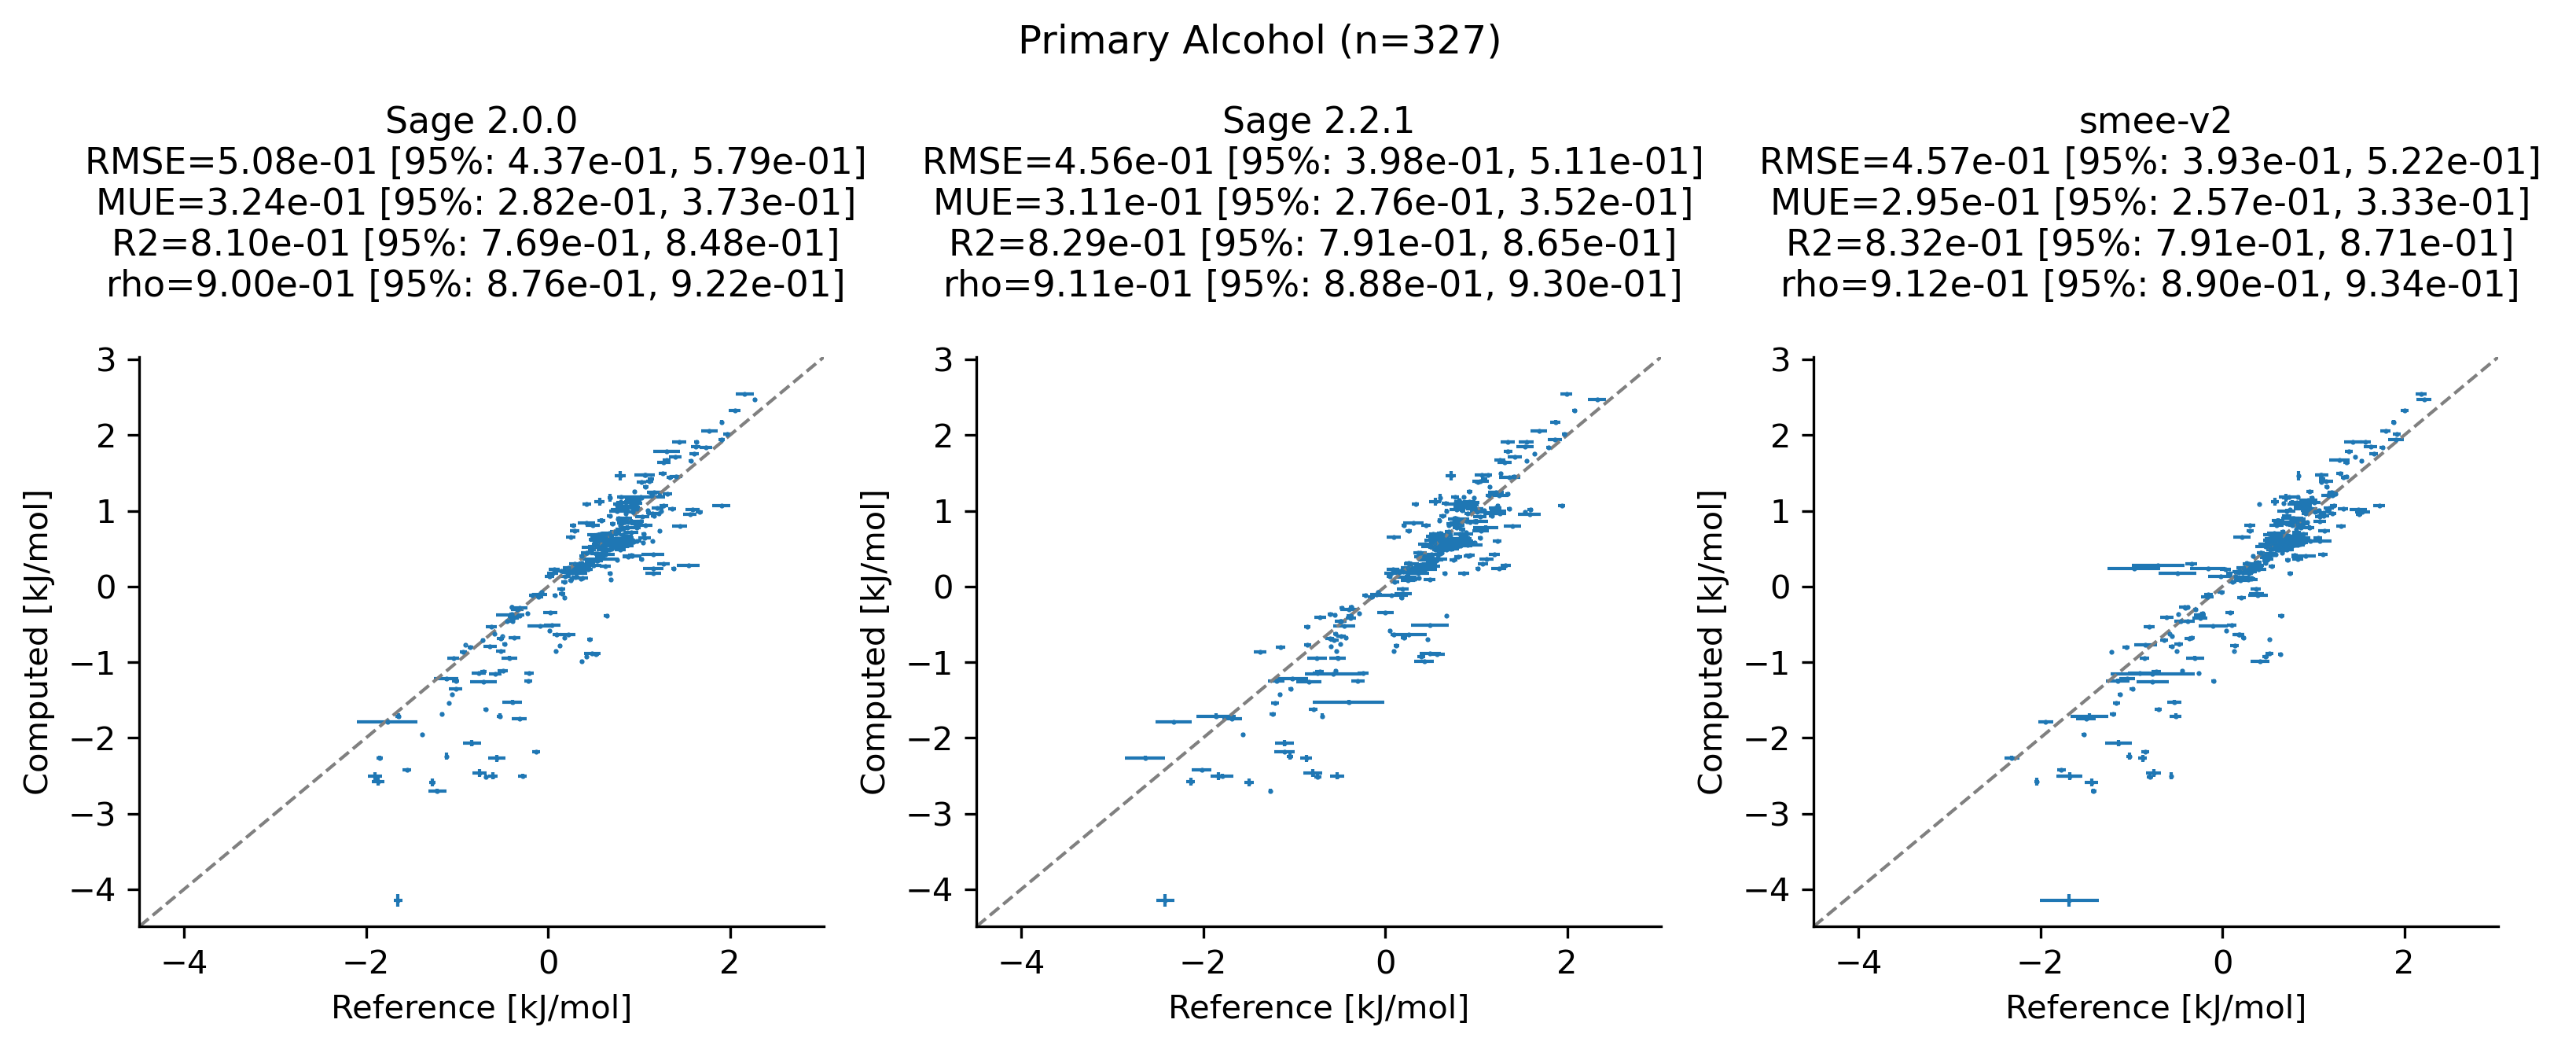 Primary Alcohol (n=327)
Sage 2.0.0
RMSE=5.08e-01 [95%: 4.37e-01, 5.79e-01]
MUE=3.24e-01 [95%: 2.82e-01, 3.73e-01]
R2=8.10e-01 [95%: 7.69e-01, 8.48e-01]
rho=9.00e-01 [95%: 8.76e-01, 9.22e-01]
3
2
1
0
−1
−2
−3
−4
Computed [kJ/mol]
−4
−2
0
2
Reference [kJ/mol]
Sage 2.2.1
RMSE=4.56e-01 [95%: 3.98e-01, 5.11e-01]
MUE=3.11e-01 [95%: 2.76e-01, 3.52e-01]
R2=8.29e-01 [95%: 7.91e-01, 8.65e-01]
rho=9.11e-01 [95%: 8.88e-01, 9.30e-01]
3
2
1
0
−1
−2
−3
−4
Computed [kJ/mol]
−4
−2
0
2
Reference [kJ/mol]
smee-v2
RMSE=4.57e-01 [95%: 3.93e-01, 5.22e-01]
MUE=2.95e-01 [95%: 2.57e-01, 3.33e-01]
R2=8.32e-01 [95%: 7.91e-01, 8.71e-01]
rho=9.12e-01 [95%: 8.90e-01, 9.34e-01]
3
2
1
0
−1
−2
−3
−4
Computed [kJ/mol]
−4
−2
0
2
Reference [kJ/mol]